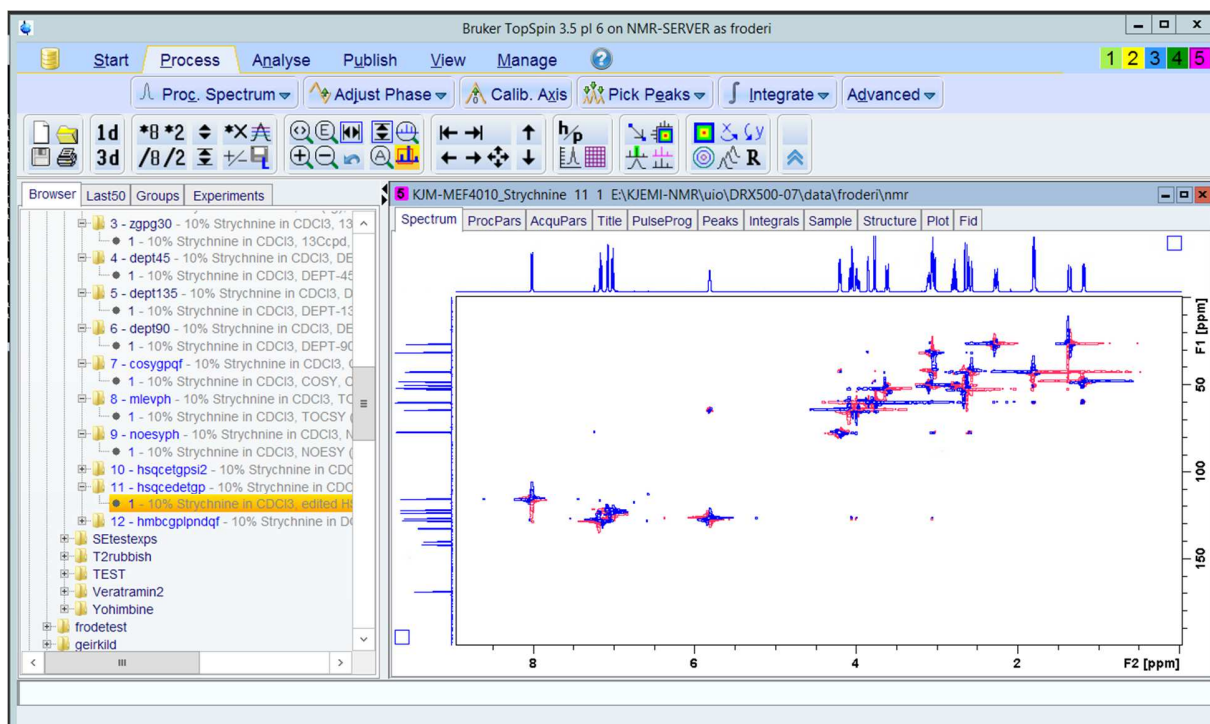 Bruker TopSpin 3.5 pl 6 on NMR-SERVER as froderi
Start Process Analyse Publish View Manage
1 2 3 4 5
Proc. Spectrum Adjust Phase Calib. Axis Pick Peaks Integrate Advanced
1d *8 *2 *X h/p
3d /8 /2 +/- L E A x y R
Browser Last50 Groups Experiments
5 KJM-MEF4010_Strychnine 11 1 E:\KJEMI-NMR\uio\DRX500-07\data\froderi\nmr
Spectrum ProcPars AcquPars Title PulseProg Peaks Integrals Sample Structure Plot Fid
3 - zgpg30 - 10% Strychnine in CDCl3, 13
1 - 10% Strychnine in CDCl3, 13Ccpd,
4 - dept45 - 10% Strychnine in CDCl3, DE
1 - 10% Strychnine in CDCl3, DEPT-45
5 - dept135 - 10% Strychnine in CDCl3, D
1 - 10% Strychnine in CDCl3, DEPT-13
6 - dept90 - 10% Strychnine in CDCl3, DE
1 - 10% Strychnine in CDCl3, DEPT-90
7 - cosygpqf - 10% Strychnine in CDCl3, C
1 - 10% Strychnine in CDCl3, COSY, C
8 - mlevph - 10% Strychnine in CDCl3, TO
1 - 10% Strychnine in CDCl3, TOCSY (
9 - noesyph - 10% Strychnine in CDCl3, N
1 - 10% Strychnine in CDCl3, NOESY (
10 - hsqcetgpsi2 - 10% Strychnine in CDC
11 - hsqcedetgp - 10% Strychnine in CDC
1 - 10% Strychnine in CDCl3, edited HS
12 - hmbcgplpndqf - 10% Strychnine in DC
SEtestexps
T2rubbish
TEST
Veratramin2
Yohimbine
frodetest
geirkild
F1 [ppm]
50
100
150
8 6 4 2 F2 [ppm]